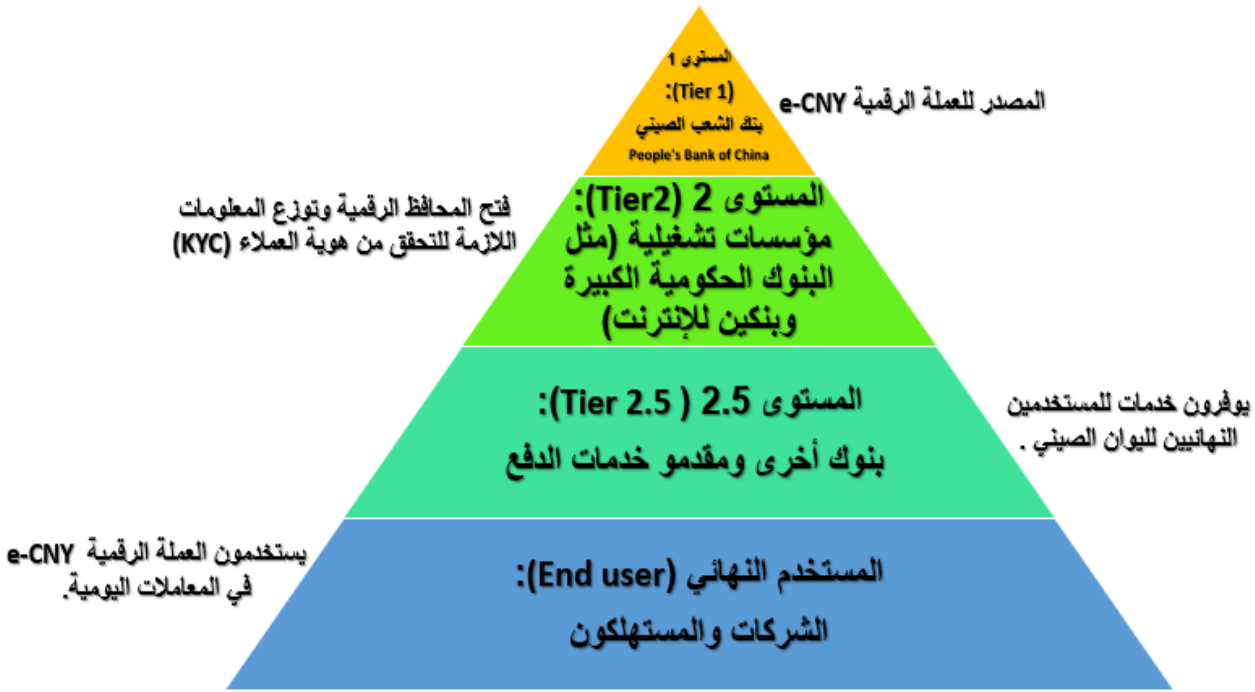 المستوى 1
(Tier 1):
بنك الشعب الصيني
People's Bank of China
المصدر للعملة الرقمية e-CNY
المستوى 2 (Tier2):
مؤسسات تشغيلية (مثل
البنوك الحكومية الكبيرة
وبنكين للإنترنت)
فتح المحافظ الرقمية وتوزع المعلومات
اللازمة للتحقق من هوية العملاء (KYC)
المستوى 2.5 ( Tier 2.5):
بنوك أخرى ومقدمو خدمات الدفع
يوفرون خدمات للمستخدمين
النهائيين لليوان الصيني .
المستخدم النهائي (End user):
الشركات والمستهلكون
يستخدمون العملة الرقمية e-CNY
في المعاملات اليومية.